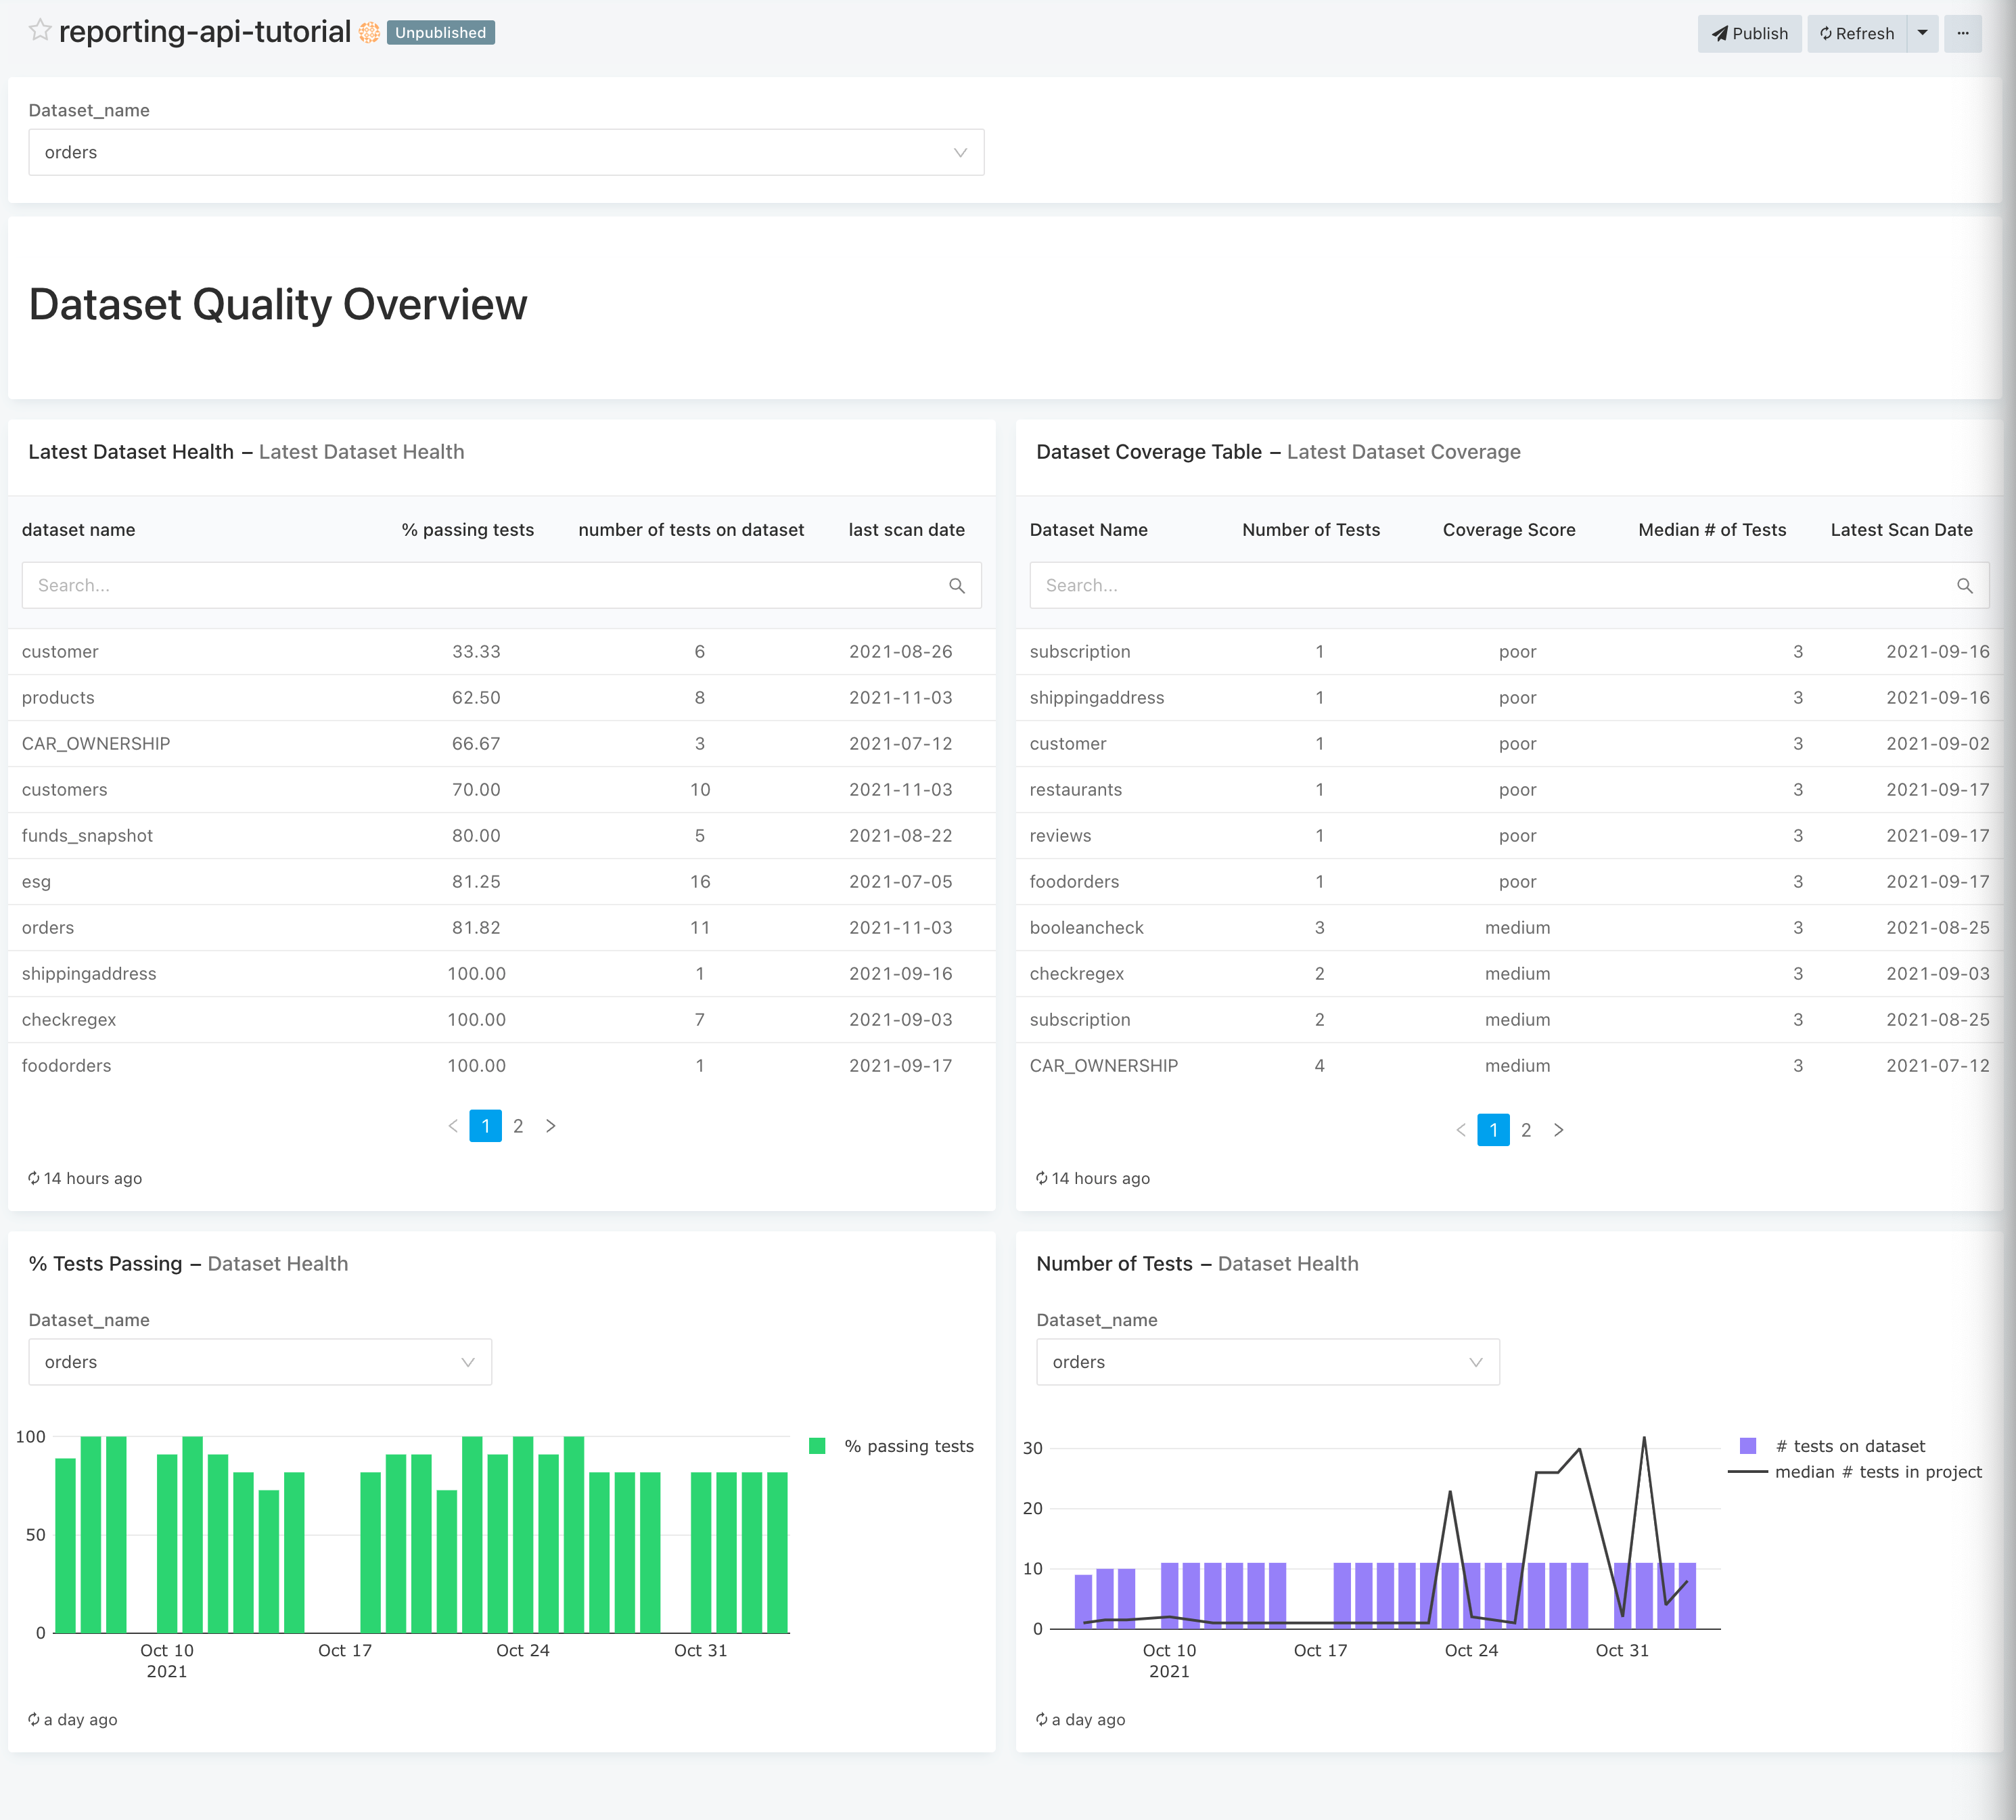 reporting-api-tutorial Unpublished Publish Refresh ...
Dataset_name
orders
Dataset Quality Overview
Latest Dataset Health – Latest Dataset Health
dataset name % passing tests number of tests on dataset last scan date
Search...
customer 33.33 6 2021-08-26
products 62.50 8 2021-11-03
CAR_OWNERSHIP 66.67 3 2021-07-12
customers 70.00 10 2021-11-03
funds_snapshot 80.00 5 2021-08-22
esg 81.25 16 2021-07-05
orders 81.82 11 2021-11-03
shippingaddress 100.00 1 2021-09-16
checkregex 100.00 7 2021-09-03
foodorders 100.00 1 2021-09-17
< 1 2 >
14 hours ago
Dataset Coverage Table – Latest Dataset Coverage
Dataset Name Number of Tests Coverage Score Median # of Tests Latest Scan Date
Search...
subscription 1 poor 3 2021-09-16
shippingaddress 1 poor 3 2021-09-16
customer 1 poor 3 2021-09-02
restaurants 1 poor 3 2021-09-17
reviews 1 poor 3 2021-09-17
foodorders 1 poor 3 2021-09-17
booleancheck 3 medium 3 2021-08-25
checkregex 2 medium 3 2021-09-03
subscription 2 medium 3 2021-08-25
CAR_OWNERSHIP 4 medium 3 2021-07-12
< 1 2 >
14 hours ago
% Tests Passing – Dataset Health
Dataset_name
orders
100
50
0
% passing tests
Oct 10 Oct 17 Oct 24 Oct 31
2021
a day ago
Number of Tests – Dataset Health
Dataset_name
orders
30
20
10
0
# tests on dataset
median # tests in project
Oct 10 Oct 17 Oct 24 Oct 31
2021
a day ago